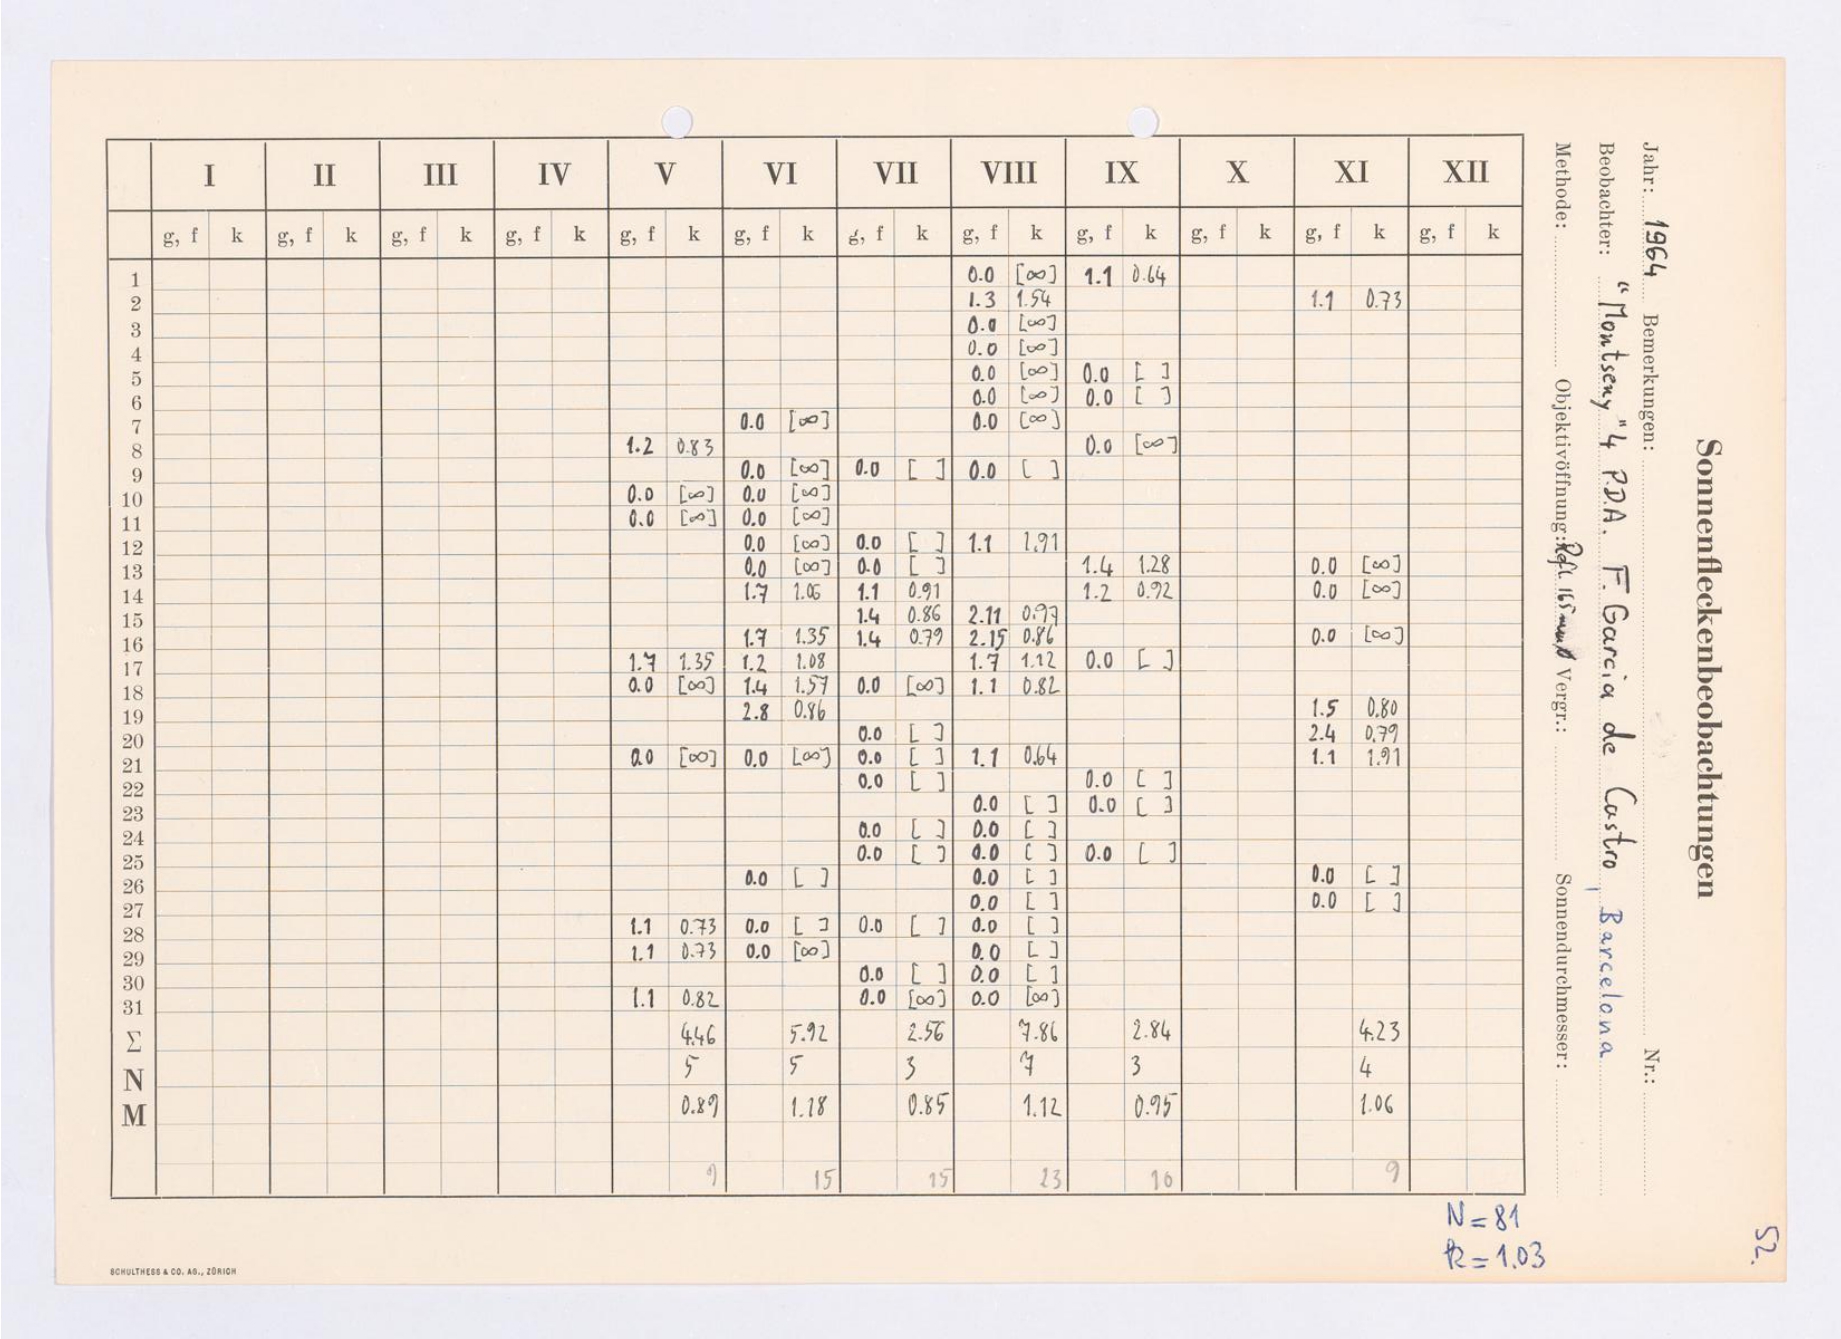 Sonnenfleckenbeobachtungen
Jahr: 1964 Bemerkungen: Nr.:
Beobachter: "Montseny" 4 P.D.A. F. Garcia de Castro, Barcelona
Methode: Objektivöffnung: Refl. 165 mm Vergr.: Sonnendurchmesser:
I II III IV V VI VII VIII IX X XI XII
g, f k g, f k g, f k g, f k g, f k g, f k g, f k g, f k g, f k g, f k g, f k g, f k
1 0.0 [∞] 1.1 0.64
2 1.3 1.54 1.1 0.73
3 0.0 [∞]
4 0.0 [∞]
5 0.0 [∞] 0.0 [ ]
6 0.0 [∞] 0.0 [ ]
7 0.0 [∞] 0.0 [∞]
8 1.2 0.83 0.0 [∞]
9 0.0 [∞] 0.0 [ ] 0.0 [ ]
10 0.0 [∞] 0.0 [∞]
11 0.0 [∞] 0.0 [∞]
12 0.0 [∞] 0.0 [ ] 1.1 1.91
13 0.0 [∞] 0.0 [ ] 1.4 1.28 0.0 [∞]
14 1.7 1.06 1.1 0.91 1.2 0.92 0.0 [∞]
15 1.4 0.86 2.11 0.97
16 1.7 1.35 1.4 0.79 2.15 0.86 0.0 [∞]
17 1.7 1.35 1.2 1.08 1.7 1.12 0.0 [ ]
18 0.0 [∞] 1.4 1.57 0.0 [∞] 1.1 0.82
19 2.8 0.86 1.5 0.80
20 0.0 [ ] 2.4 0.79
21 0.0 [∞] 0.0 [∞] 0.0 [ ] 1.1 0.64 1.1 1.91
22 0.0 [ ] 0.0 [ ]
23 0.0 [ ] 0.0 [ ]
24 0.0 [ ] 0.0 [ ]
25 0.0 [ ] 0.0 [ ] 0.0 [ ]
26 0.0 [ ] 0.0 [ ] 0.0 [ ]
27 0.0 [ ] 0.0 [ ]
28 1.1 0.73 0.0 [ ] 0.0 [ ] 0.0 [ ]
29 1.1 0.73 0.0 [∞] 0.0 [ ]
30 0.0 [ ] 0.0 [ ]
31 1.1 0.82 0.0 [∞] 0.0 [∞]
Σ 4.46 5.92 2.56 7.86 2.84 4.23
N 5 5 3 7 3 4
M 0.89 1.18 0.85 1.12 0.95 1.06
9 15 15 23 10 9
N = 81
k = 1.03
52.
SCHULTHESS & CO. AG., ZÜRICH